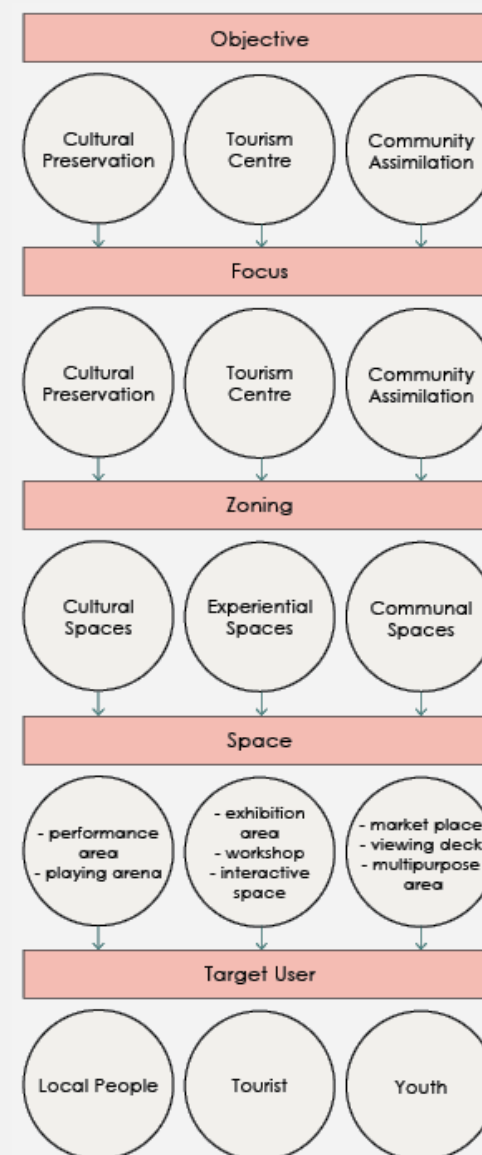 Objective
Cultural
Preservation
Tourism
Centre
Community
Assimilation
Focus
Cultural
Preservation
Tourism
Centre
Community
Assimilation
Zoning
Cultural
Spaces
Experiential
Spaces
Communal
Spaces
Space
- performance
area
- playing arena
- exhibition
area
- workshop
- interactive
space
- market place
- viewing deck
- multipurpose
area
Target User
Local People
Tourist
Youth